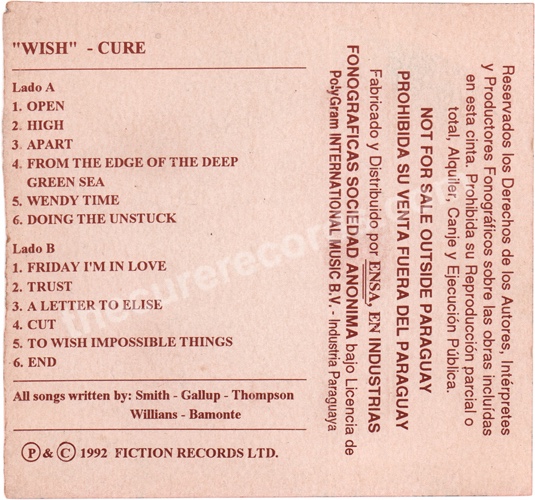 "WISH" - CURE
Lado A
1. OPEN
2. HIGH
3. APART
4. FROM THE EDGE OF THE DEEP
GREEN SEA
5. WENDY TIME
6. DOING THE UNSTUCK
Lado B
1. FRIDAY I'M IN LOVE
2. TRUST
3. A LETTER TO ELISE
4. CUT
5. TO WISH IMPOSSIBLE THINGS
6. END
All songs written by: Smith - Gallup - Thompson
Willians - Bamonte
Ⓟ & © 1992 FICTION RECORDS LTD.
Reservados los Derechos de los Autores, Intérpretes
y Productores Fonográficos sobre las obras incluídas
en esta cinta. Prohibida su Reproducción parcial o
total, Alquiler, Canje y Ejecución Pública.
NOT FOR SALE OUTSIDE PARAGUAY
PROHIBIDA SU VENTA FUERA DEL PARAGUAY
Fabricado y Distribuido por ENSA, EN INDUSTRIAS
FONOGRAFICAS SOCIEDAD ANONIMA bajo Licencia de
PolyGram INTERNATIONAL MUSIC B.V. - Industria Paraguaya
thecurerecords.com